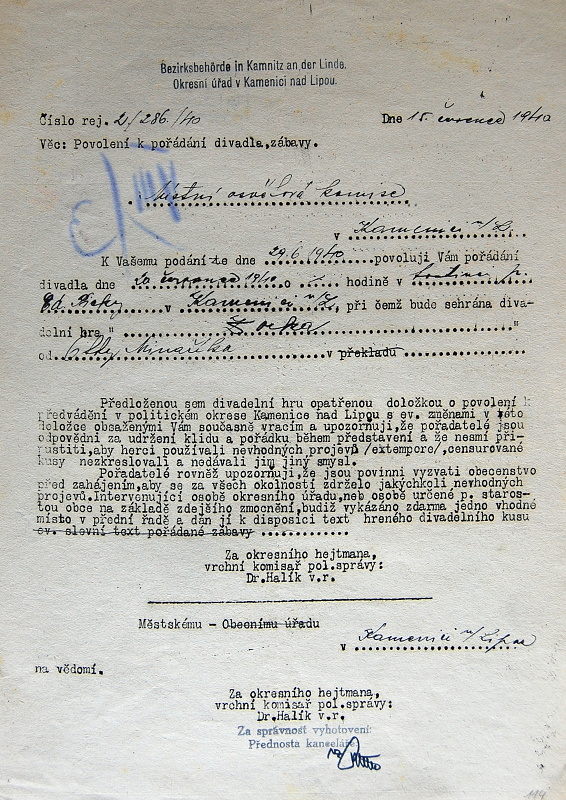 Bezirksbehörde in Kamnitz an der Linde.
Okresní úřad v Kamenici nad Lipou.
Číslo rej. 2/286/40 Dne 15. července 1940
Věc: Povolení k pořádání divadla,zábavy.
Místní osvětová komise
v Kamenici n/L.
K Vašemu podání ze dne 29.6 1940 povoluji Vám pořádání
divadla dne 20 července 1940 o hodině v hostinci p.
Ed. v Kamenici n/L, při čemž bude sehrána diva-
delní hra "
" od Minaříka v překladu
Předloženou sem divadelní hru opatřenou doložkou o povolení k
předvádění v politickém okrese Kamenice nad Lipou s ev. změnami v této
doložce obsaženými Vám současně vracím a upozorňuji,že pořadatelé jsou
odpovědni za udržení klidu a pořádku během představení a že nesmí při-
pustiti,aby herci používali nevhodných projevů /extempore/,censurované
kusy nezkreslovali a nedávali jim jiný smysl.
Pořadatelé rovněž upozorňuji,že jsou povinni vyzvati obecenstvo
před zahájením,aby se za všech okolností zdrželo jakýchkoli nevhodných
projevů.Intervenující osobě okresního úřadu,neb osobě určené p. staros-
tou obce na základě zdejšího zmocnění,budiž vykázáno zdarma jedno vhodné
místo v přední řadě a dán jí k disposici text hreného divadelního kusu
ev. slevní text pořádané zábavy
Za okresního hejtmana,
vrchní komisař pol.správy:
Dr.Halík v.r.
Městskému - Obecnímu úřadu
v Kamenici n/Lipou
na vědomí.
Za okresního hejtmana,
vrchní komisař pol.správy:
Dr.Halík v.r.
Za správnost vyhotovení:
Přednosta kanceláře:
114